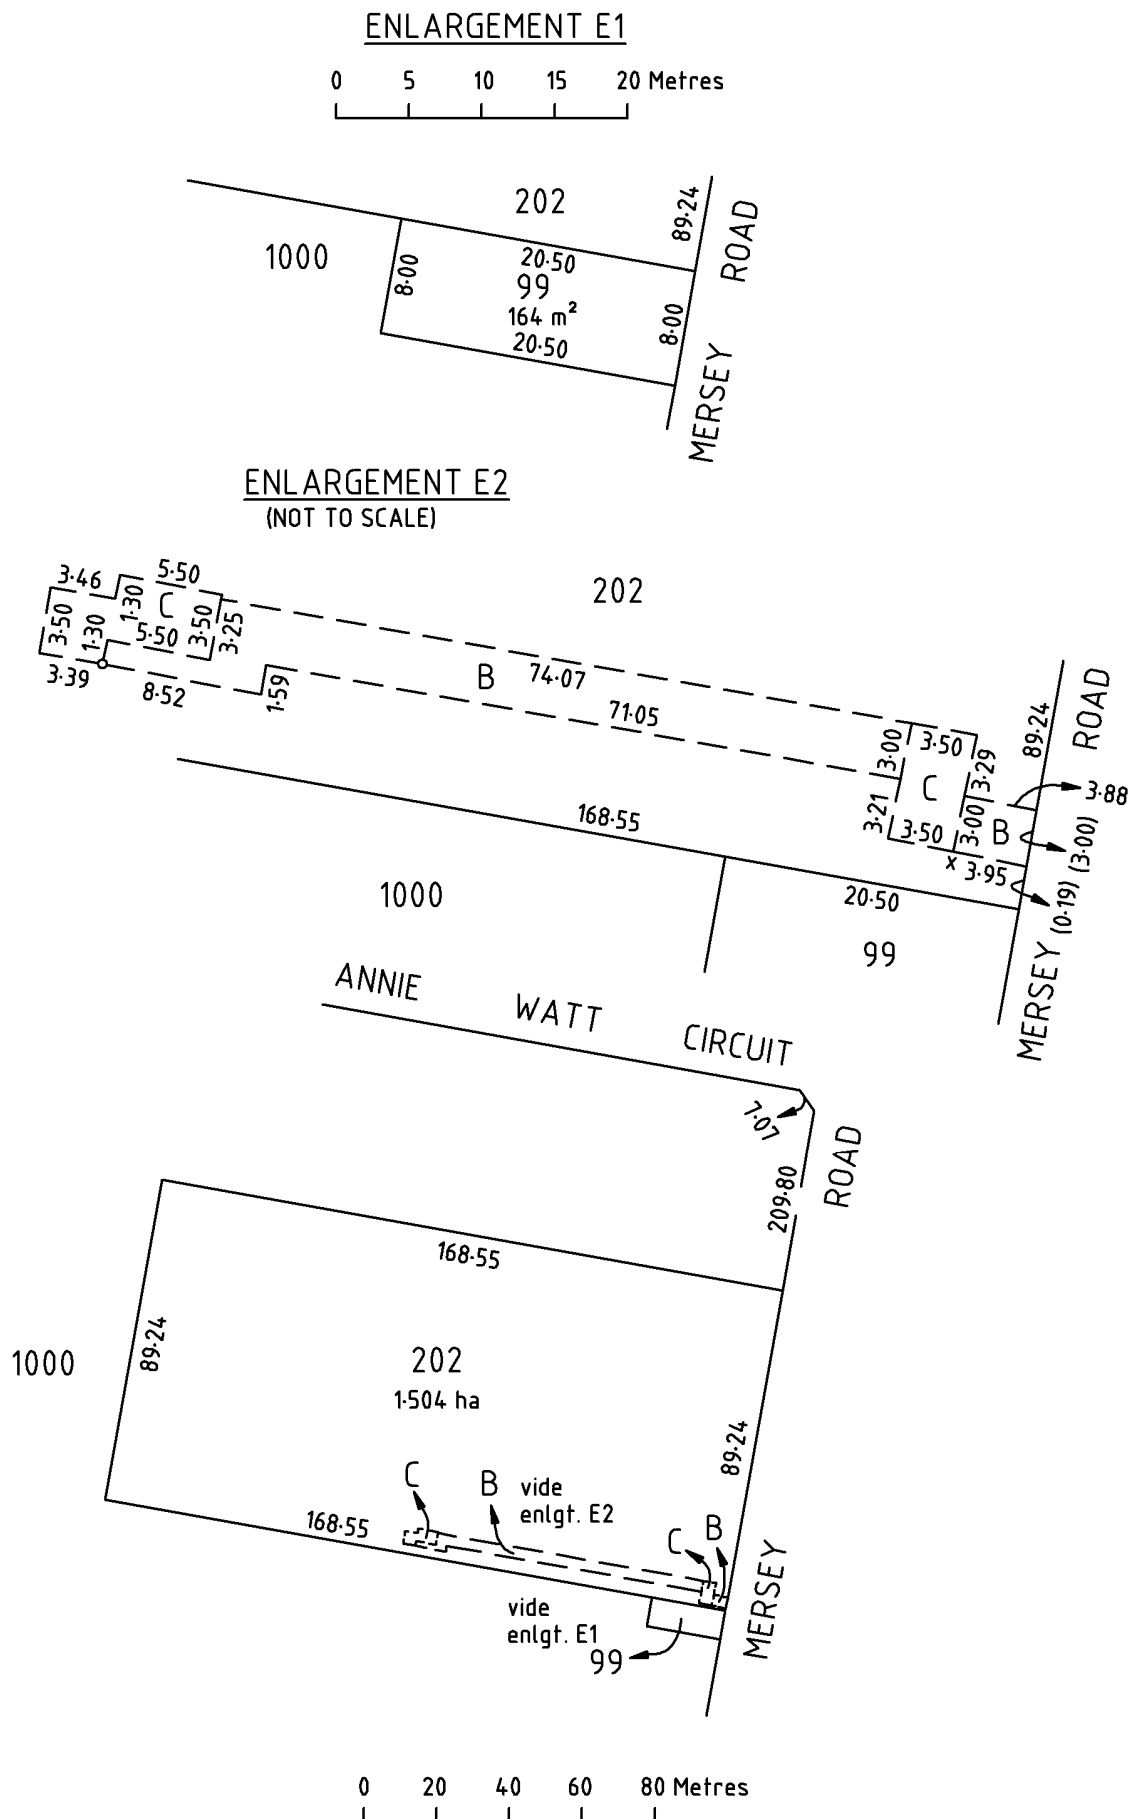 ENLARGEMENT E1
0 5 10 15 20 Metres
202
89·24
ROAD
1000
20·50
8·00
99
164 m²
8·00
20·50
MERSEY
ENLARGEMENT E2
(NOT TO SCALE)
3·46
5·50
202
1·30
C
3·50
1·30
5·50
3·50
3·25
3·39
8·52
1·59
B
74·07
71·05
89·24
ROAD
3·00
3·50
3·29
C
3·88
3·21
3·50
3·00
B
(3·00)
x
3·95
(0·19)
168·55
1000
20·50
99
MERSEY
ANNIE WATT CIRCUIT
7·07
ROAD
209·80
168·55
89·24
1000
202
1·504 ha
89·24
C
B
vide
enlgt. E2
168·55
C
B
vide
enlgt. E1
99
MERSEY
0 20 40 60 80 Metres